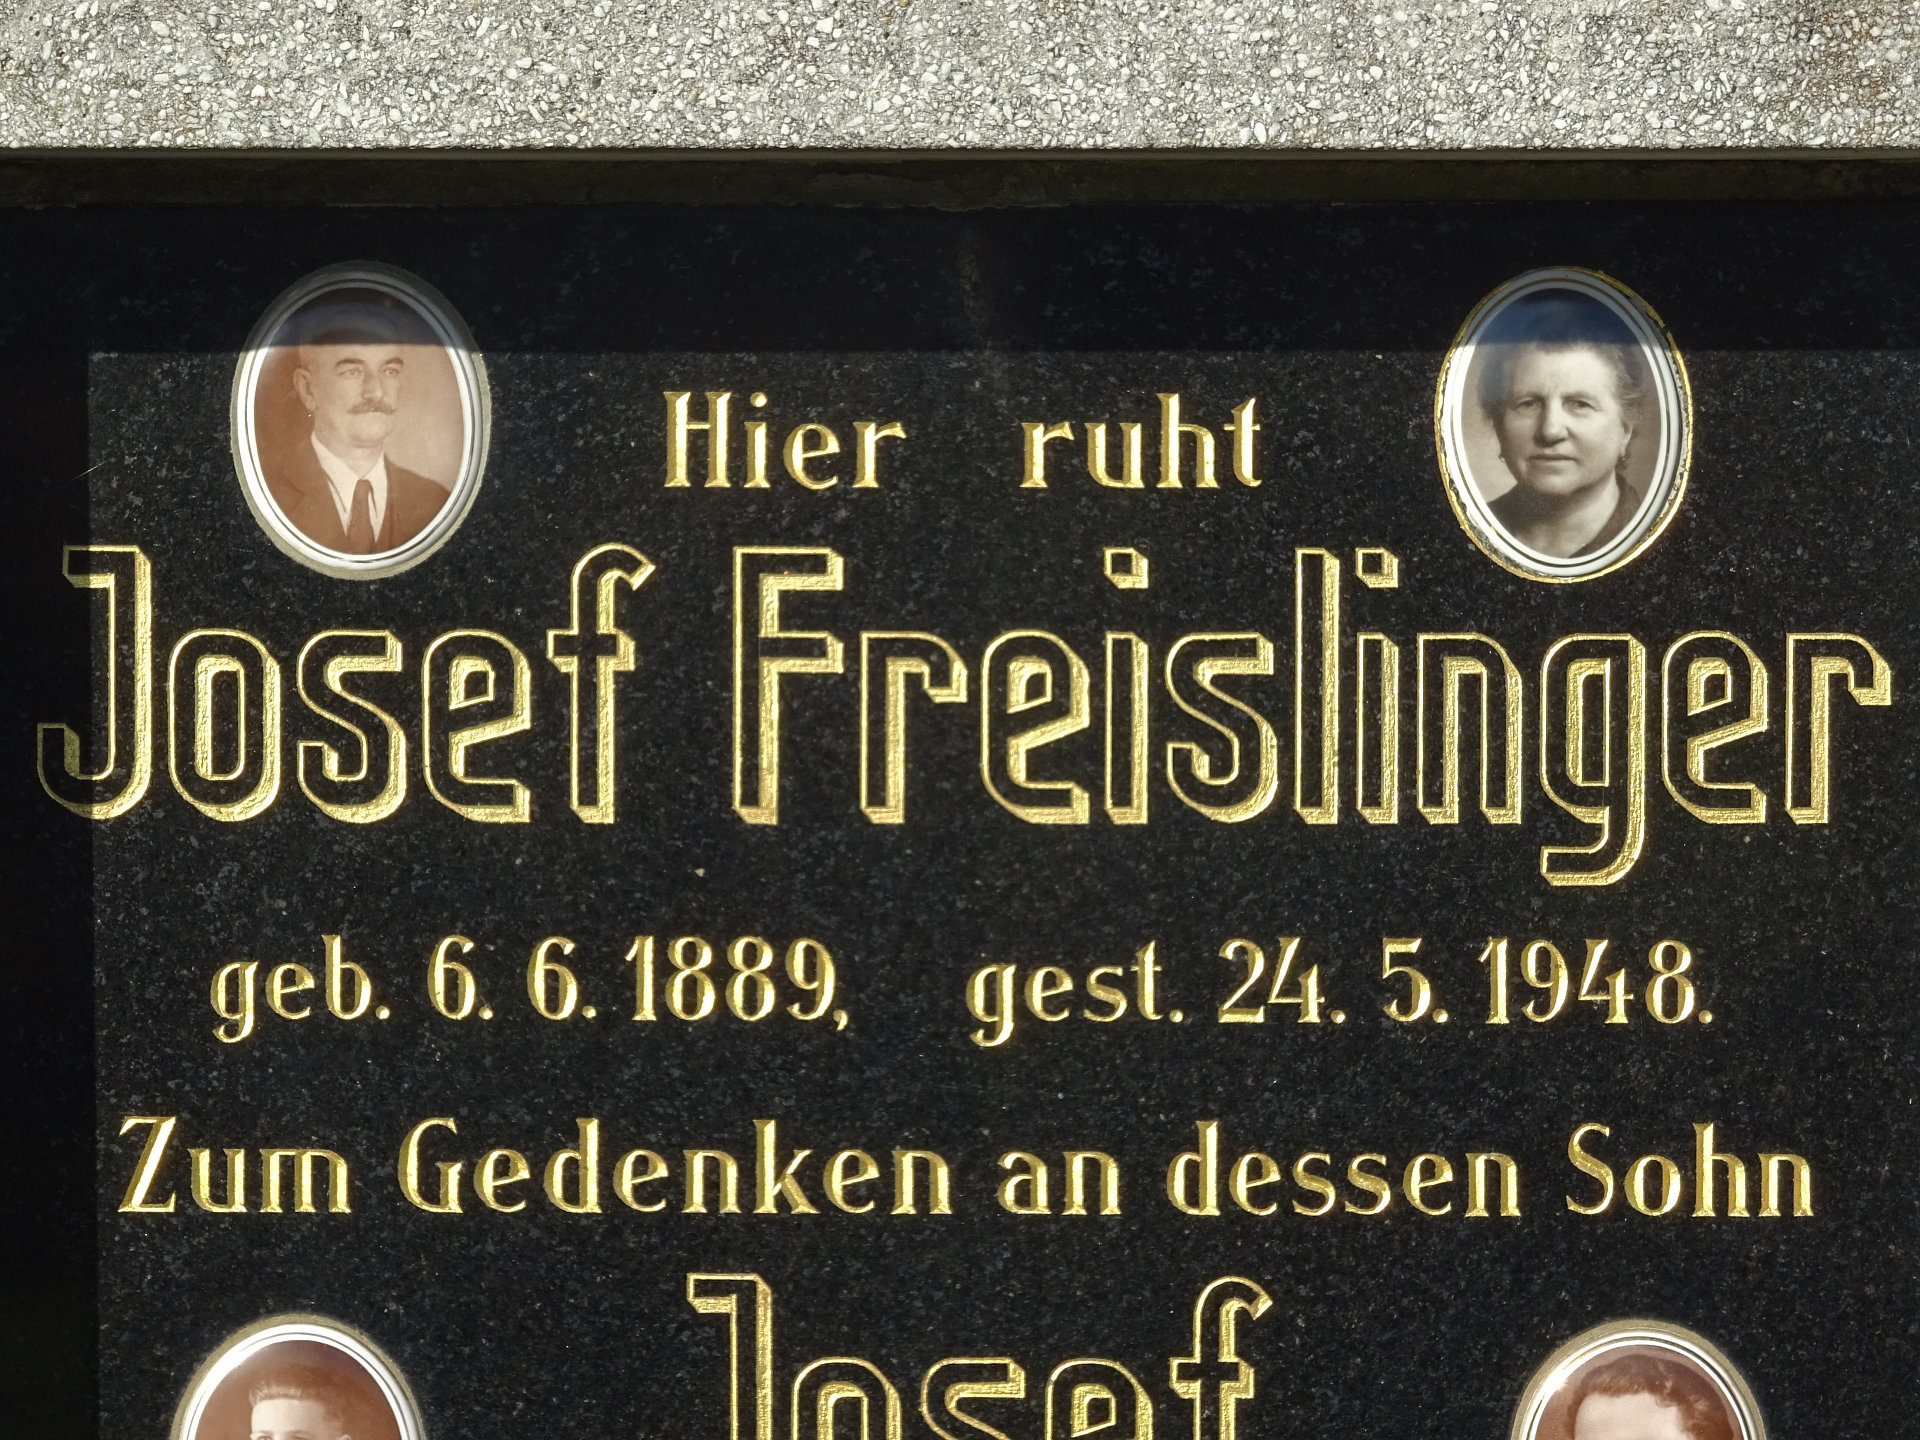 Hier ruht
Josef Freislinger
geb. 6. 6. 1889, gest. 24. 5. 1948.
Zum Gedenken an dessen Sohn
Josef